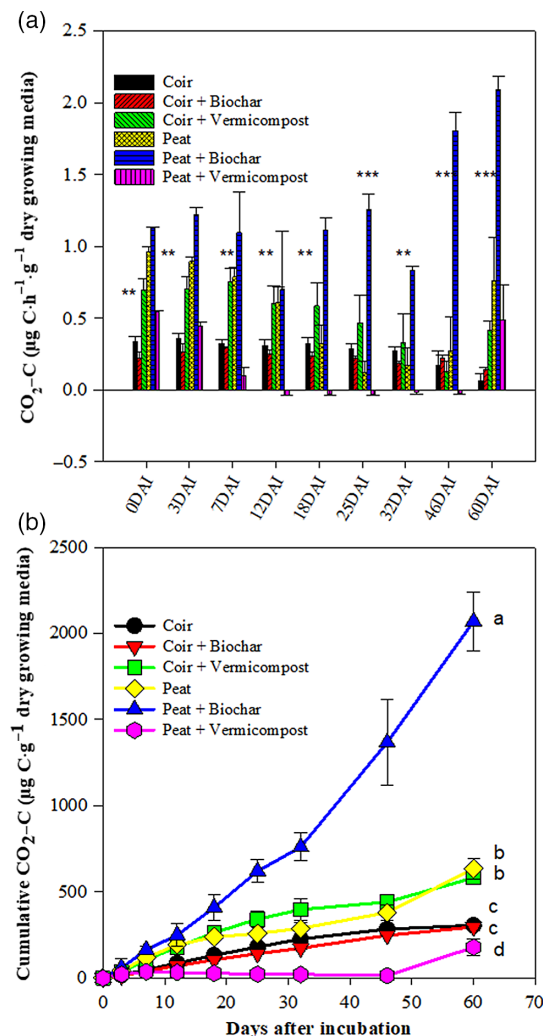 (a)
2.5
2.0
1.5
1.0
0.5
0.0
–0.5
CO2–C (µg C·h–1·g–1 dry growing media)
Coir
Coir + Biochar
Coir + Vermicompost
Peat
Peat + Biochar
Peat + Vermicompost
** ** ** ** ** *** ** *** ***
0DAI 3DAI 7DAI 12DAI 18DAI 25DAI 32DAI 46DAI 60DAI
(b)
2500
2000
1500
1000
500
0
Cumulative CO2–C (µg C·g–1 dry growing media)
Coir
Coir + Biochar
Coir + Vermicompost
Peat
Peat + Biochar
Peat + Vermicompost
a
b
b
c
c
d
0 10 20 30 40 50 60 70
Days after incubation